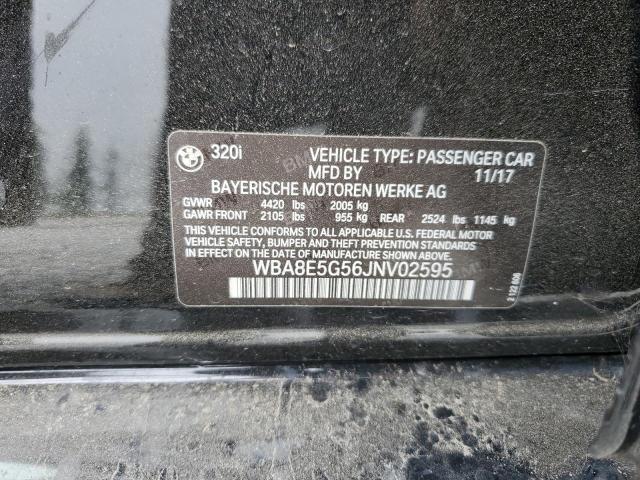 320i VEHICLE TYPE: PASSENGER CAR
MFD BY 11/17
BAYERISCHE MOTOREN WERKE AG
GVWR 4420 lbs 2005 kg
GAWR FRONT 2105 lbs 955 kg REAR 2524 lbs 1145 kg
THIS VEHICLE CONFORMS TO ALL APPLICABLE U.S. FEDERAL MOTOR
VEHICLE SAFETY, BUMPER AND THEFT PREVENTION STANDARDS
IN EFFECT ON THE DATE OF MANUFACTURE SHOWN ABOVE.
WBA8E5G56JNV02595